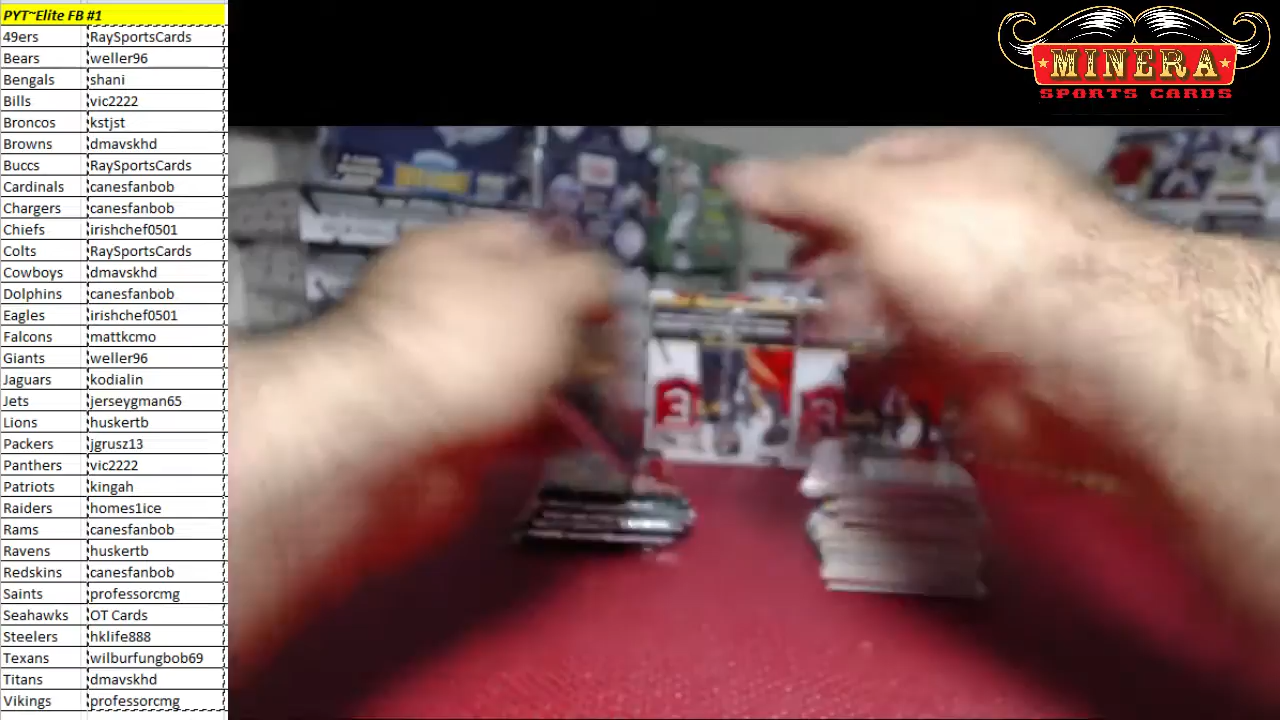 PYT~Elite FB #1
49ers RaySportsCards
Bears weller96
Bengals shani
Bills vic2222
Broncos kstjst
Browns dmavskhd
Buccs RaySportsCards
Cardinals canesfanbob
Chargers canesfanbob
Chiefs irishchef0501
Colts RaySportsCards
Cowboys dmavskhd
Dolphins canesfanbob
Eagles irishchef0501
Falcons mattkcmo
Giants weller96
Jaguars kodialin
Jets jerseygman65
Lions huskertb
Packers jgrusz13
Panthers vic2222
Patriots kingah
Raiders homes1ice
Rams canesfanbob
Ravens huskertb
Redskins canesfanbob
Saints professorcmg
Seahawks OT Cards
Steelers hklife888
Texans wilburfungbob69
Titans dmavskhd
Vikings professorcmg
MINERA
SPORTS CARDS
3